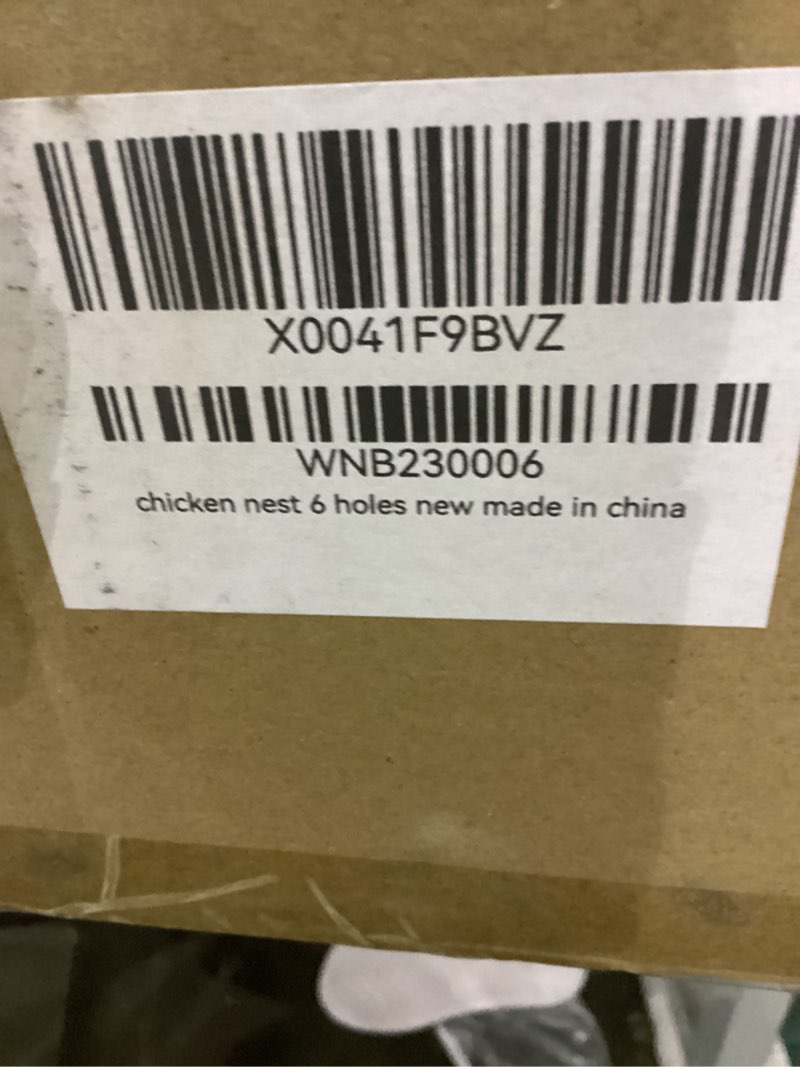 X0041F9BVZ
WNB230006
chicken nest 6 holes new made in china